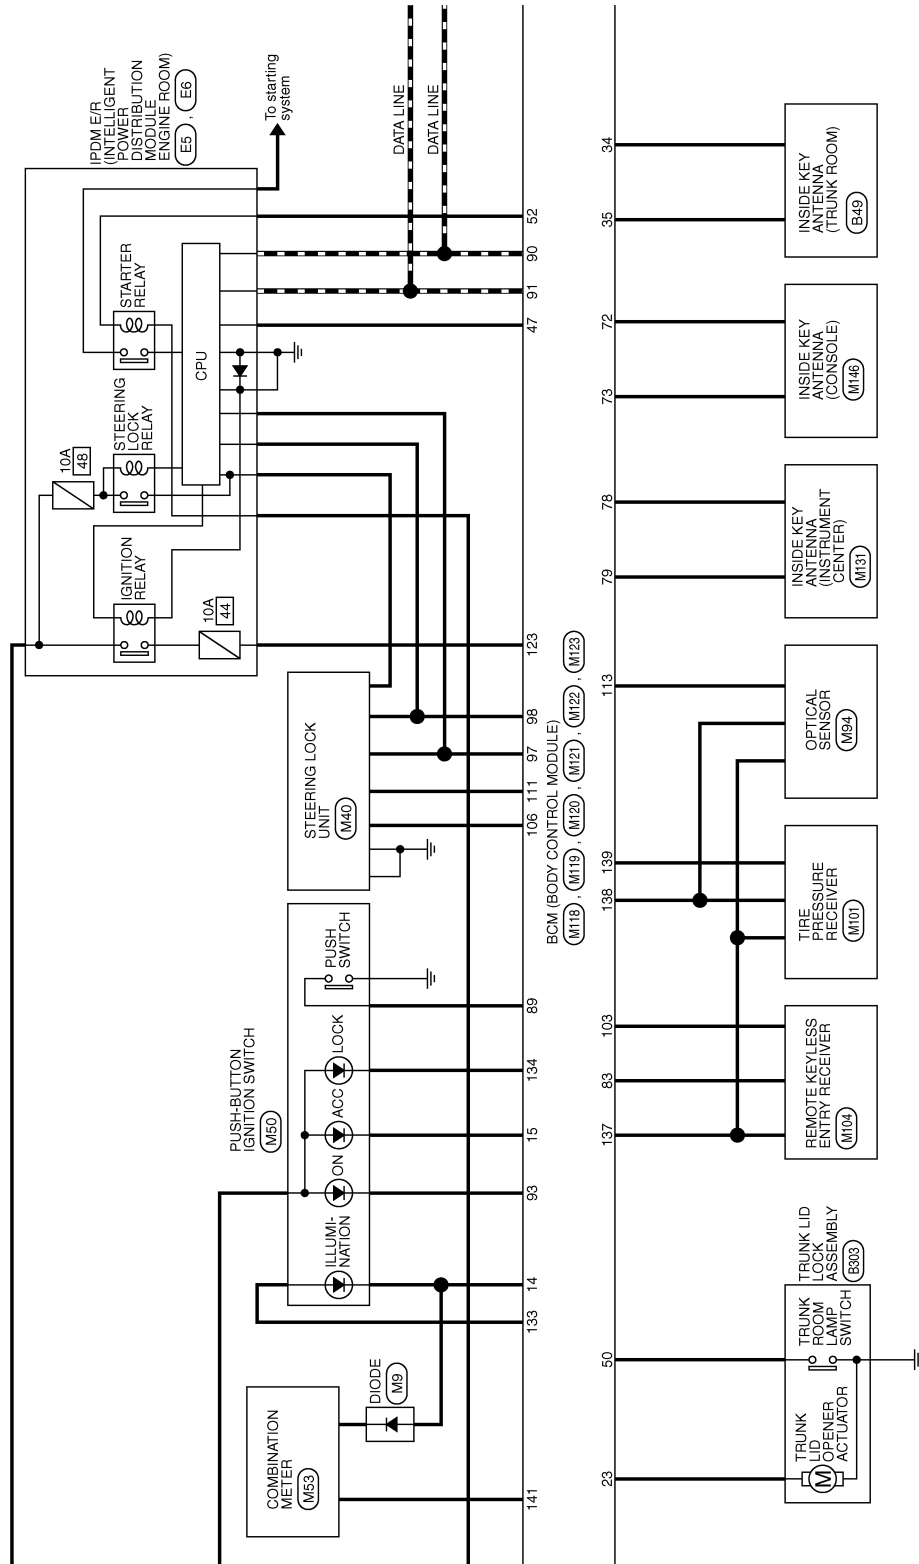 IPDM E/R
(INTELLIGENT
POWER
DISTRIBUTION
MODULE
ENGINE ROOM)
E5 , E6
To starting
system
DATA LINE
DATA LINE
STARTER
RELAY
CPU
STEERING
LOCK
RELAY
10A
48
IGNITION
RELAY
10A
44
52
90
91
47
123
98
97
111
106
89
134
15
93
14
133
141
STEERING LOCK
UNIT
M40
PUSH-BUTTON
IGNITION SWITCH
M50
PUSH
SWITCH
LOCK
ACC
ON
ILLUMI-
NATION
DIODE
M9
COMBINATION
METER
M53
BCM (BODY CONTROL MODULE)
M118 , M119 , M120 , M121 , M122 , M123
34
35
72
73
78
79
113
139
138
103
83
137
50
23
INSIDE KEY
ANTENNA
(TRUNK ROOM)
B49
INSIDE KEY
ANTENNA
(CONSOLE)
M146
INSIDE KEY
ANTENNA
(INSTRUMENT
CENTER)
M131
OPTICAL
SENSOR
M94
TIRE
PRESSURE
RECEIVER
M101
REMOTE KEYLESS
ENTRY RECEIVER
M104
TRUNK LID
LOCK
ASSEMBLY
B303
TRUNK
ROOM
LAMP
SWITCH
TRUNK
LID
OPENER
ACTUATOR
M